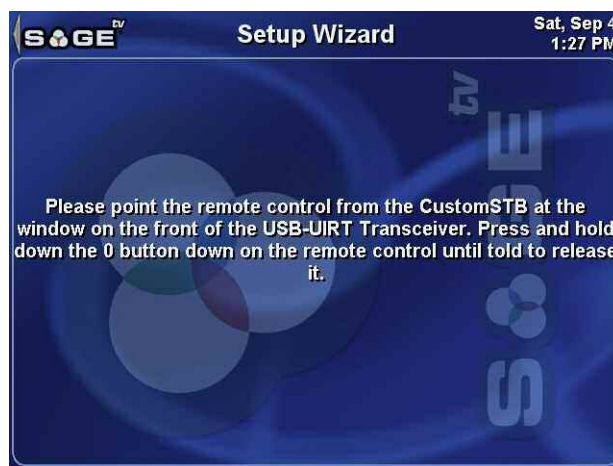 SAGE tv
Setup Wizard
Sat, Sep 4
1:27 PM
Please point the remote control from the CustomSTB at the
window on the front of the USB-UIRT Transceiver. Press and hold
down the 0 button down on the remote control until told to release
it.
SAGE tv